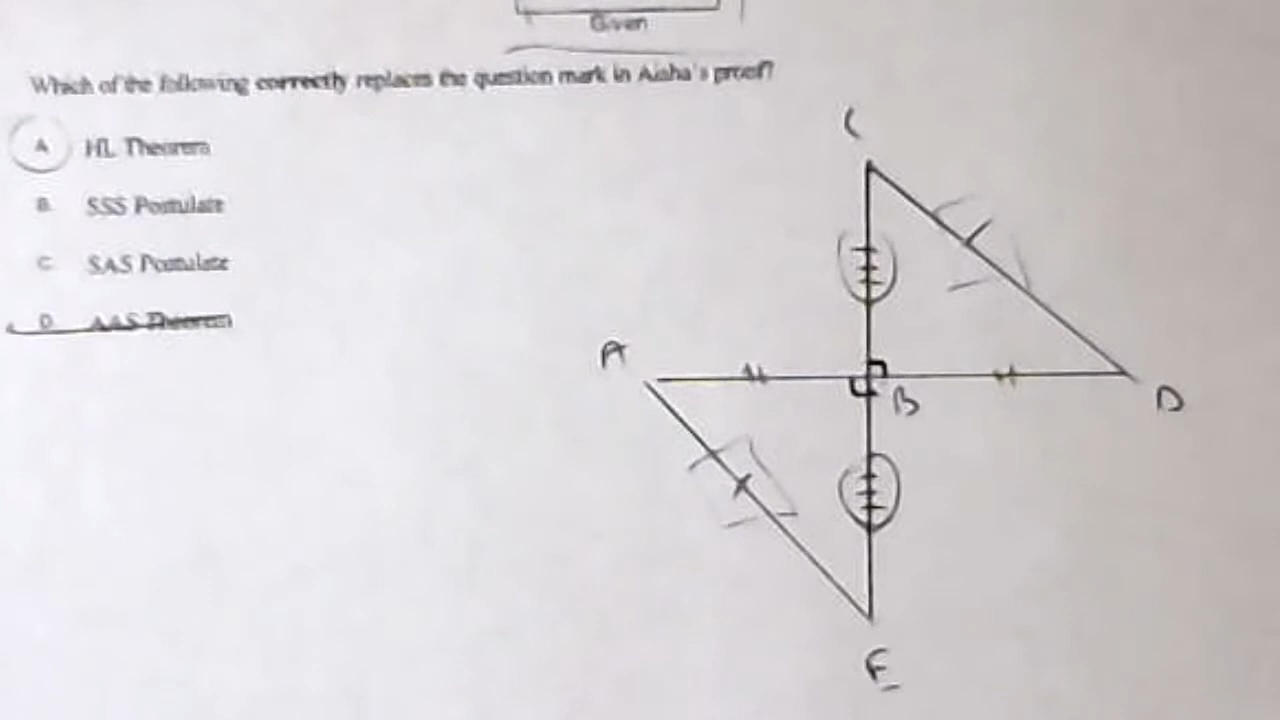 Given
Which of the following correctly replaces the question mark in Aisha's proof?
A HL Theorem
B. SSS Postulate
C. SAS Postulate
D. AAS Theorem
C
A
B
D
E